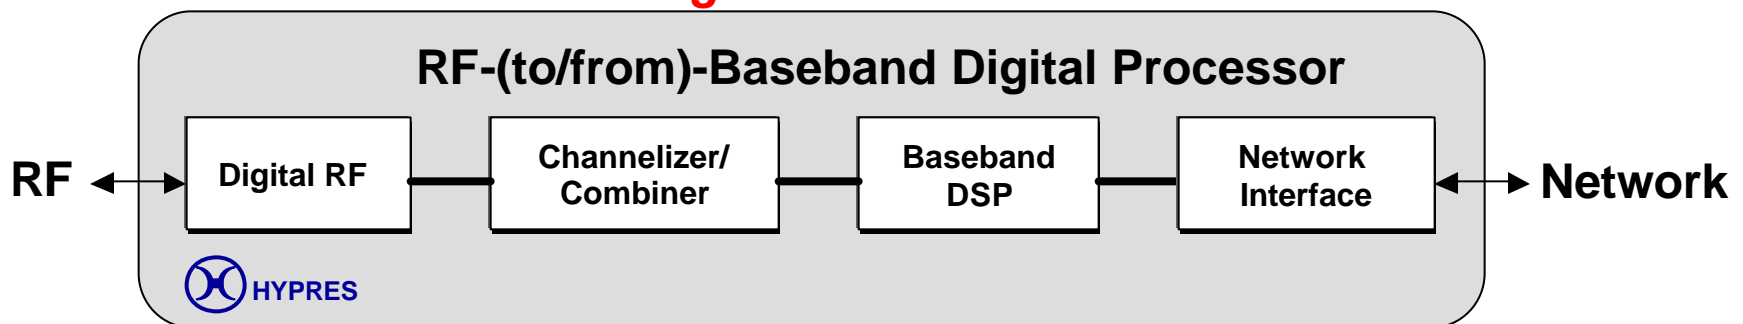 RF-(to/from)-Baseband Digital Processor
RF
Digital RF
Channelizer/
Combiner
Baseband
DSP
Network
Interface
Network
HYPRES